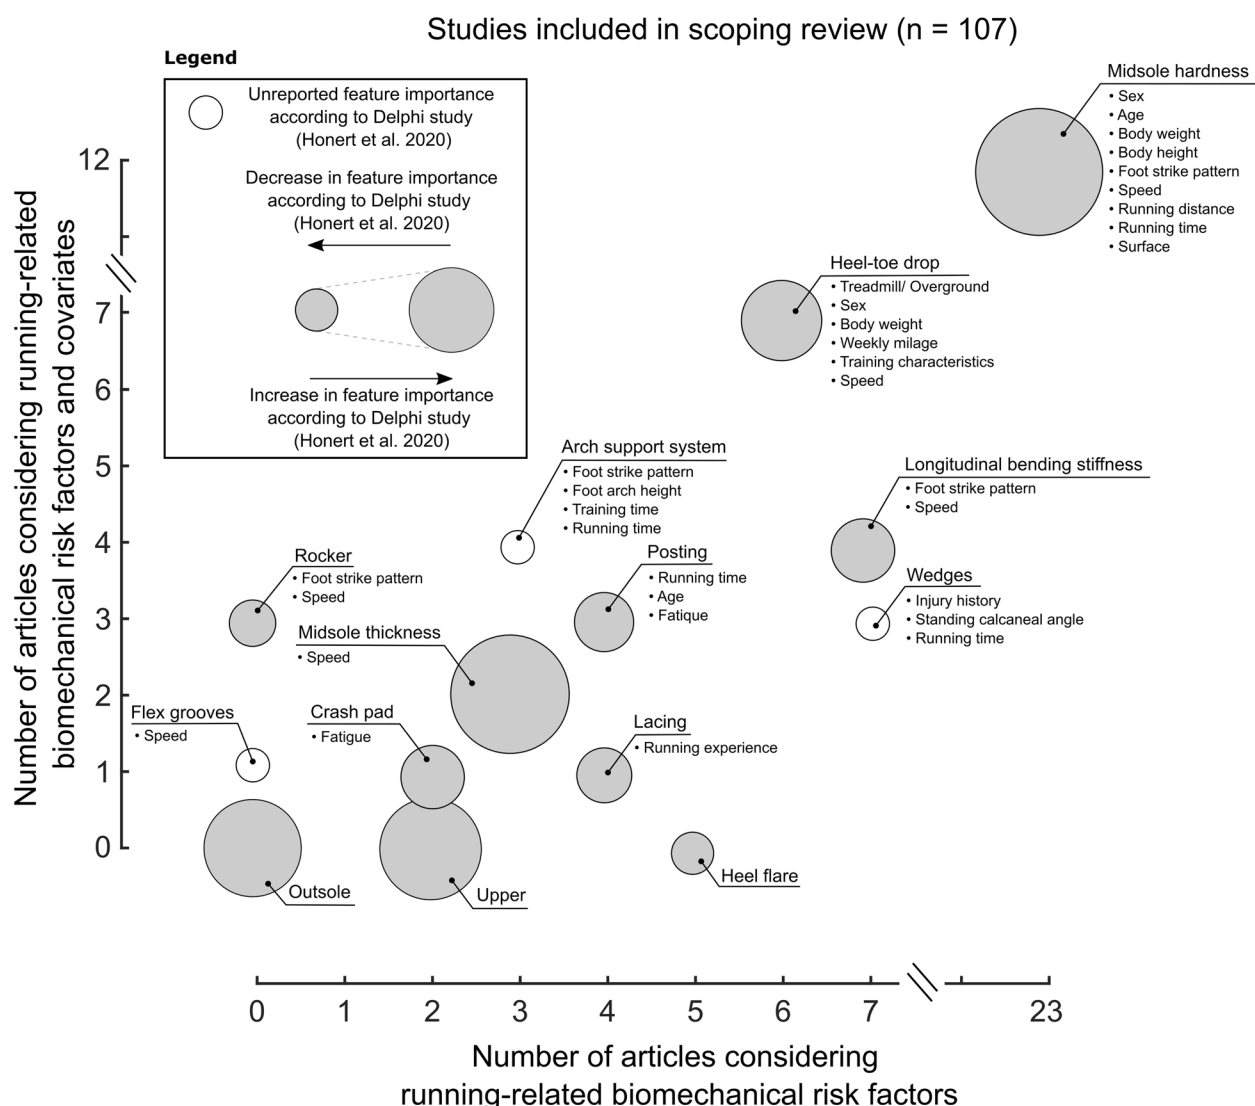 Studies included in scoping review (n = 107)
Legend
Unreported feature importance
according to Delphi study
(Honert et al. 2020)
Decrease in feature importance
according to Delphi study
(Honert et al. 2020)
Increase in feature importance
according to Delphi study
(Honert et al. 2020)
Midsole hardness
• Sex
• Age
• Body weight
• Body height
• Foot strike pattern
• Speed
• Running distance
• Running time
• Surface
Heel-toe drop
• Treadmill/ Overground
• Sex
• Body weight
• Weekly milage
• Training characteristics
• Speed
Arch support system
• Foot strike pattern
• Foot arch height
• Training time
• Running time
Longitudinal bending stiffness
• Foot strike pattern
• Speed
Rocker
• Foot strike pattern
• Speed
Posting
• Running time
• Age
• Fatique
Wedges
• Injury history
• Standing calcaneal angle
• Running time
Midsole thickness
• Speed
Flex grooves
• Speed
Crash pad
• Fatigue
Lacing
• Running experience
Outsole
Upper
Heel flare
Number of articles considering running-related
biomechanical risk factors and covariates
12
7
6
5
4
3
2
1
0
0 1 2 3 4 5 6 7 23
Number of articles considering
running-related biomechanical risk factors